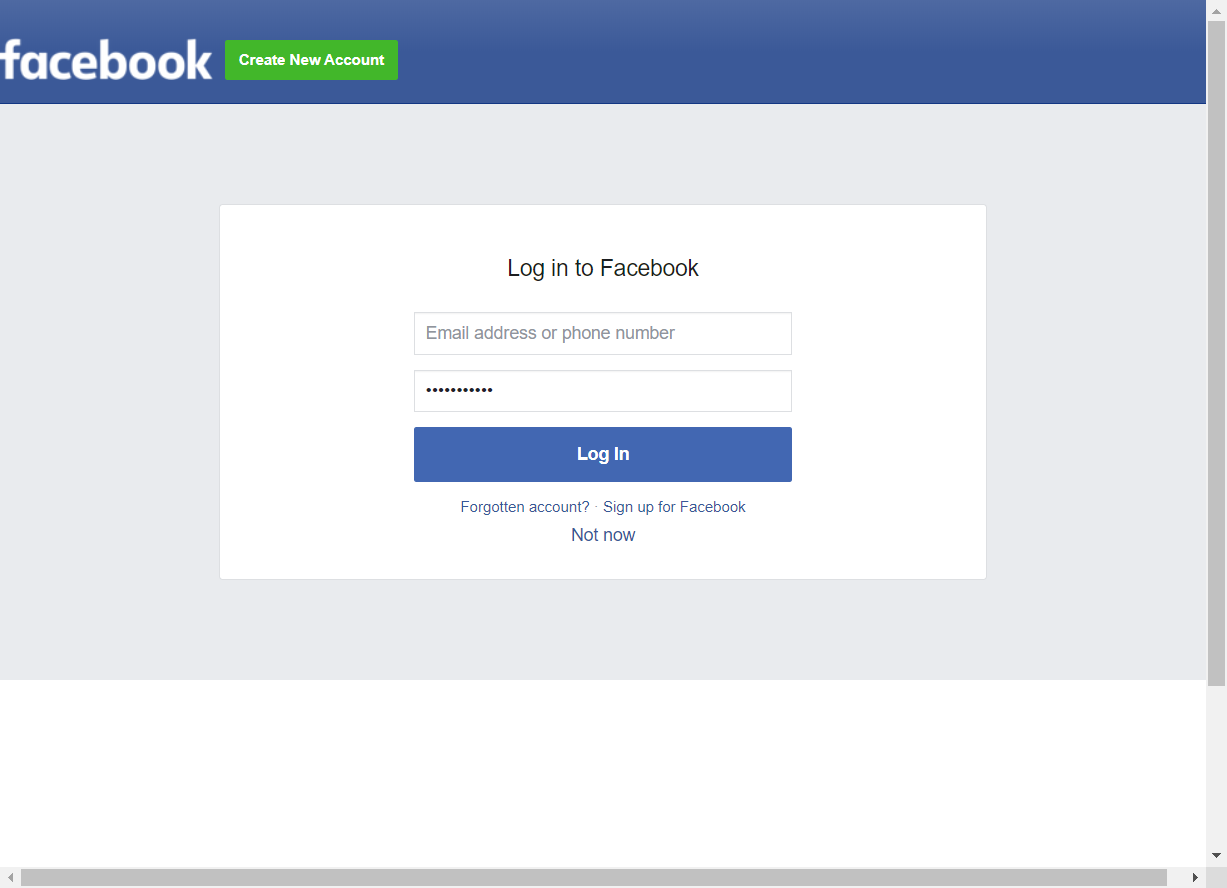 facebook
Create New Account
Log in to Facebook
Email address or phone number
•••••••••••
Log In
Forgotten account? · Sign up for Facebook
Not now